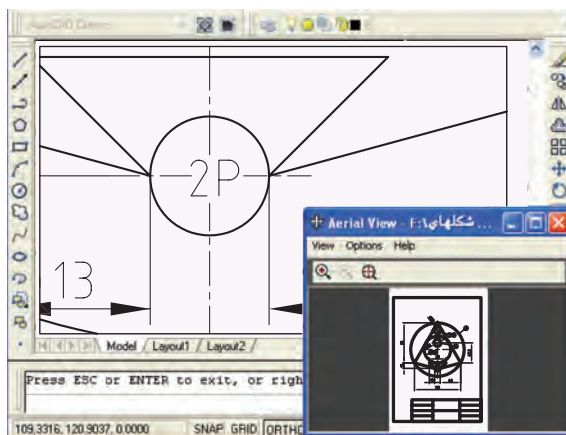 AutoCAD Classic
2P
13
Aerial View - F:\شکلهای ...
View Options Help
Model / Layout1 / Layout2 /
Press ESC or ENTER to exit, or righ
109.3316, 120.9037, 0.0000 SNAP GRID ORTHO